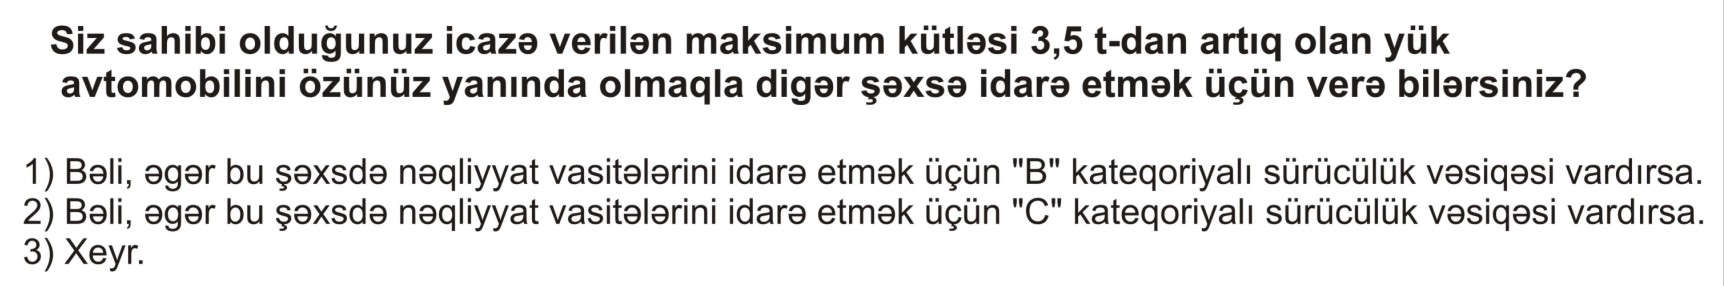 Siz sahibi olduğunuz icazə verilən maksimum kütləsi 3,5 t-dan artıq olan yük
avtomobilini özünüz yanında olmaqla digər şəxsə idarə etmək üçün verə bilərsiniz?
1) Bəli, əgər bu şəxsdə nəqliyyat vasitələrini idarə etmək üçün "B" kateqoriyalı sürücülük vəsiqəsi vardırsa.
2) Bəli, əgər bu şəxsdə nəqliyyat vasitələrini idarə etmək üçün "C" kateqoriyalı sürücülük vəsiqəsi vardırsa.
3) Xeyr.